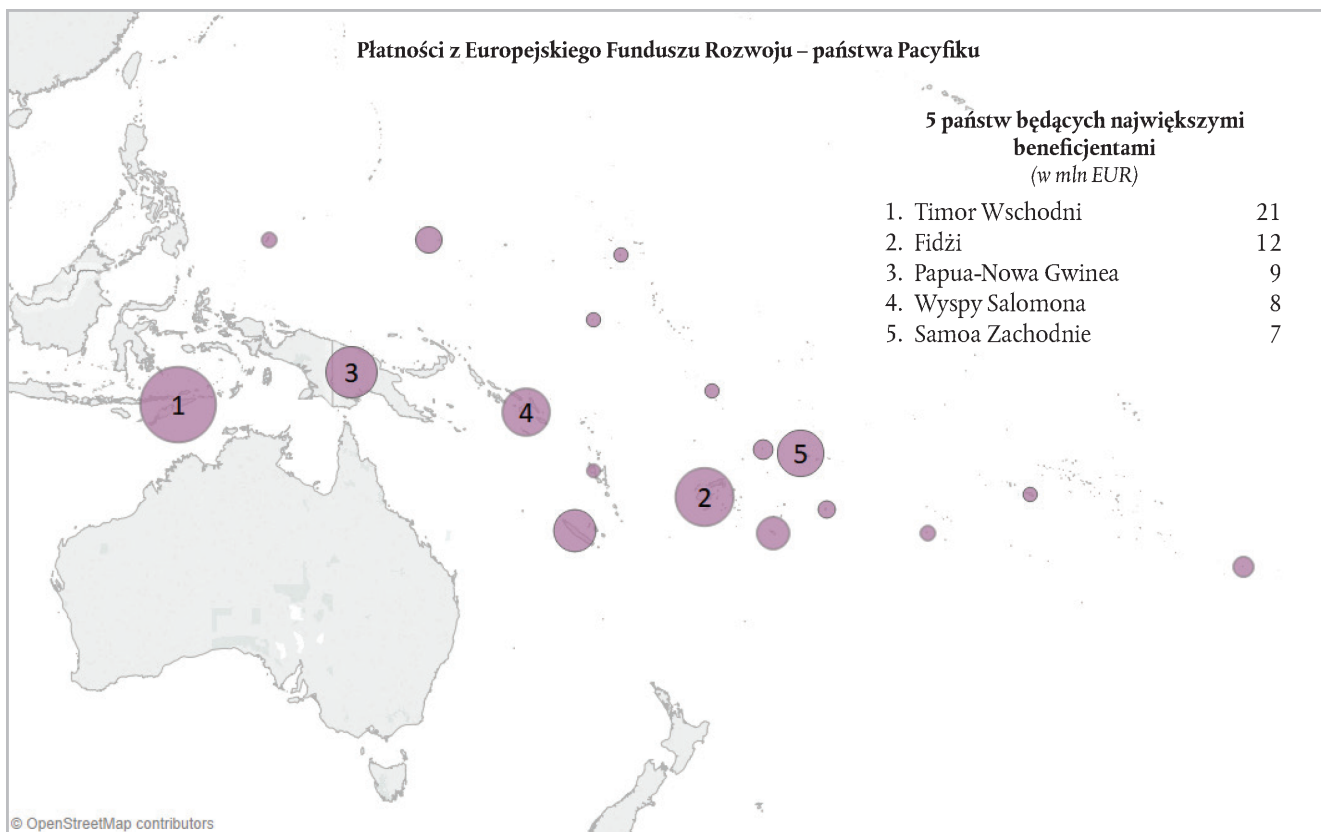 Płatności z Europejskiego Funduszu Rozwoju – państwa Pacyfiku
5 państw będących największymi
beneficjentami
(w mln EUR)
1. Timor Wschodni 21
2. Fidżi 12
3. Papua-Nowa Gwinea 9
4. Wyspy Salomona 8
5. Samoa Zachodnie 7
3
1
4
5
2
© OpenStreetMap contributors